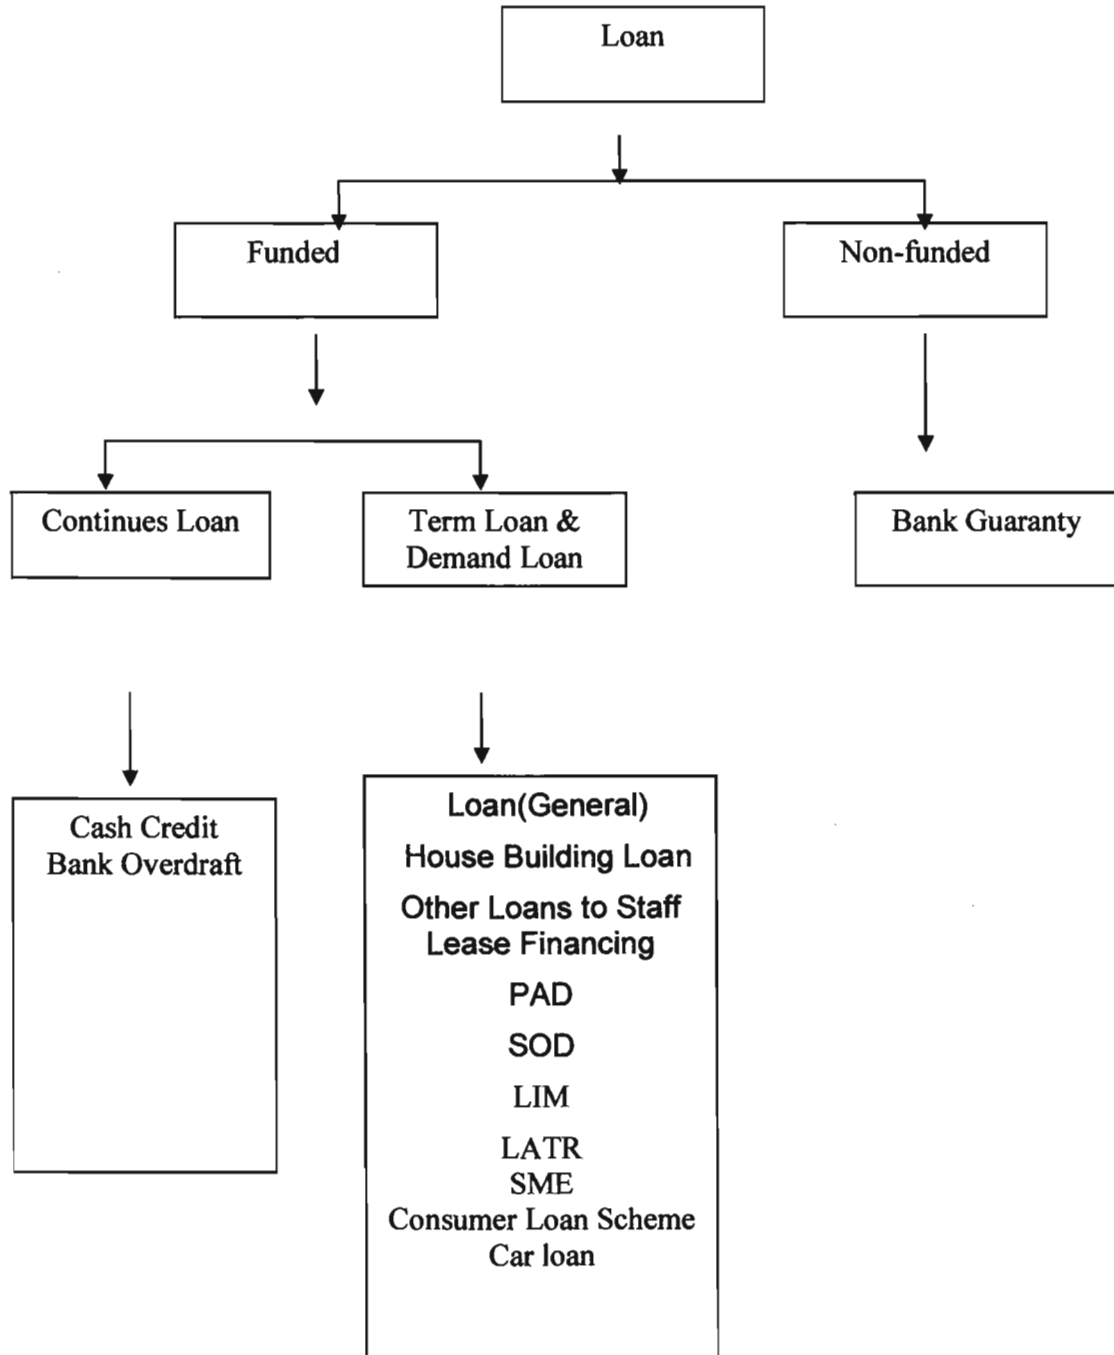 Loan
Funded
Non-funded
Continues Loan
Term Loan &
Demand Loan
Bank Guaranty
Cash Credit
Bank Overdraft
Loan(General)
House Building Loan
Other Loans to Staff
Lease Financing
PAD
SOD
LIM
LATR
SME
Consumer Loan Scheme
Car loan